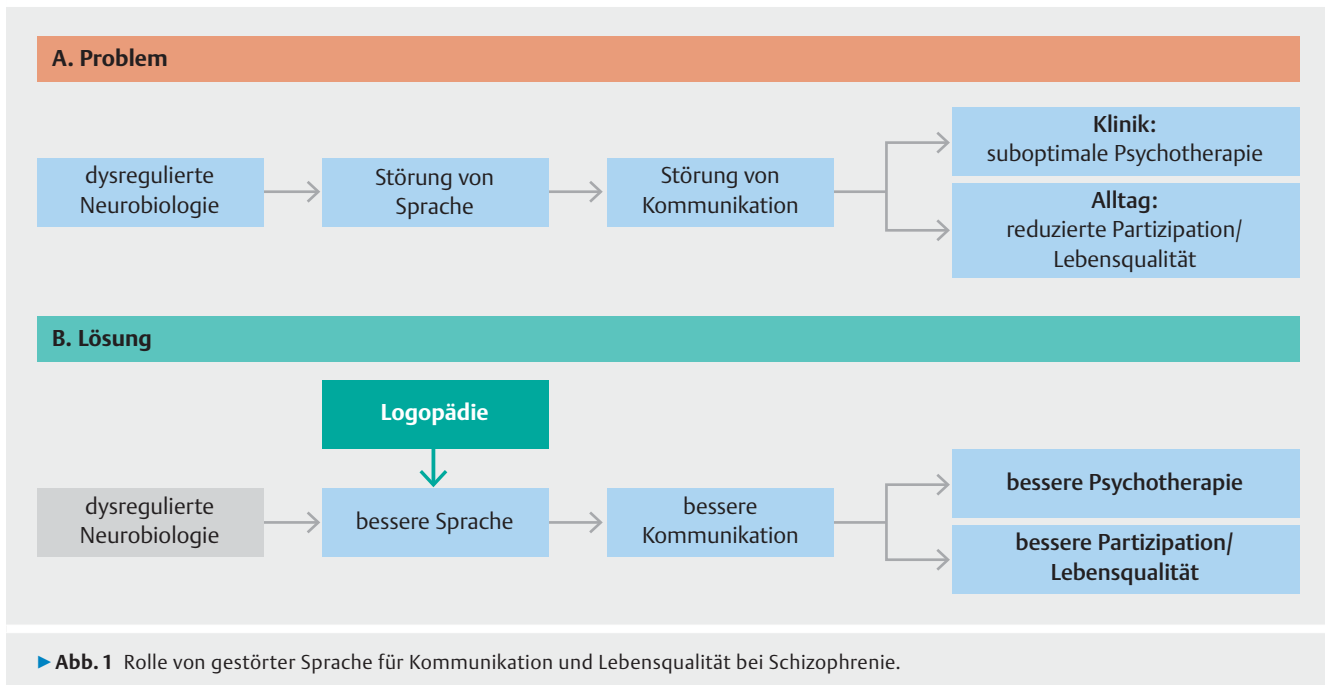 A. Problem
dysregulierte
Neurobiologie
Störung von
Sprache
Störung von
Kommunikation
Klinik:
suboptimale Psychotherapie
Alltag:
reduzierte Partizipation/
Lebensqualität
B. Lösung
Logopädie
dysregulierte
Neurobiologie
bessere Sprache
bessere
Kommunikation
bessere Psychotherapie
bessere Partizipation/
Lebensqualität
▶ Abb. 1 Rolle von gestörter Sprache für Kommunikation und Lebensqualität bei Schizophrenie.